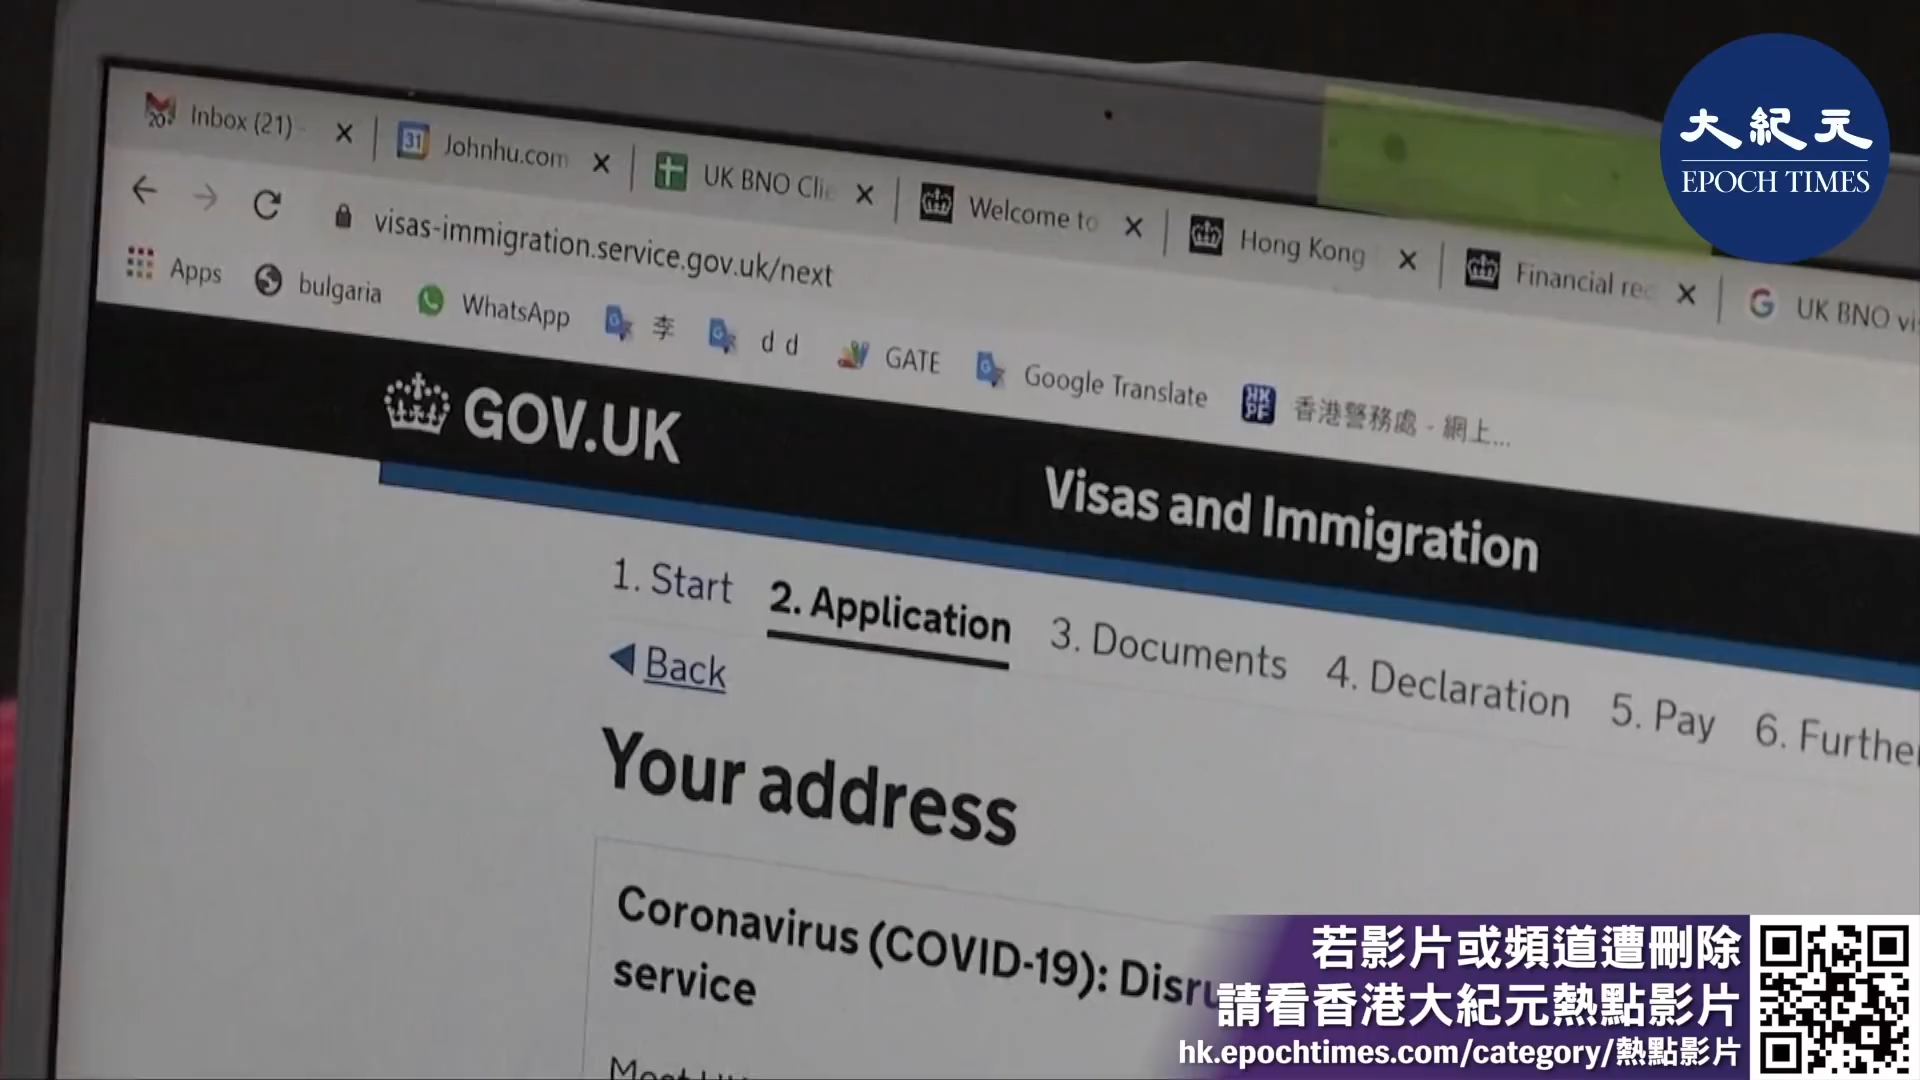 大紀元
EPOCH TIMES
Inbox (21) -
Johnhu.com
UK BNO Clie
Welcome to
Hong Kong
Financial rec
UK BNO vis
visas-immigration.service.gov.uk/next
Apps
bulgaria
WhatsApp
李
d d
GATE
Google Translate
香港警務處 - 網上...
GOV.UK
Visas and Immigration
1. Start
2. Application
3. Documents
4. Declaration
5. Pay
6. Further
Back
Your address
Coronavirus (COVID-19): Disru
service
若影片或頻道遭刪除
請看香港大紀元熱點影片
hk.epochtimes.com/category/熱點影片